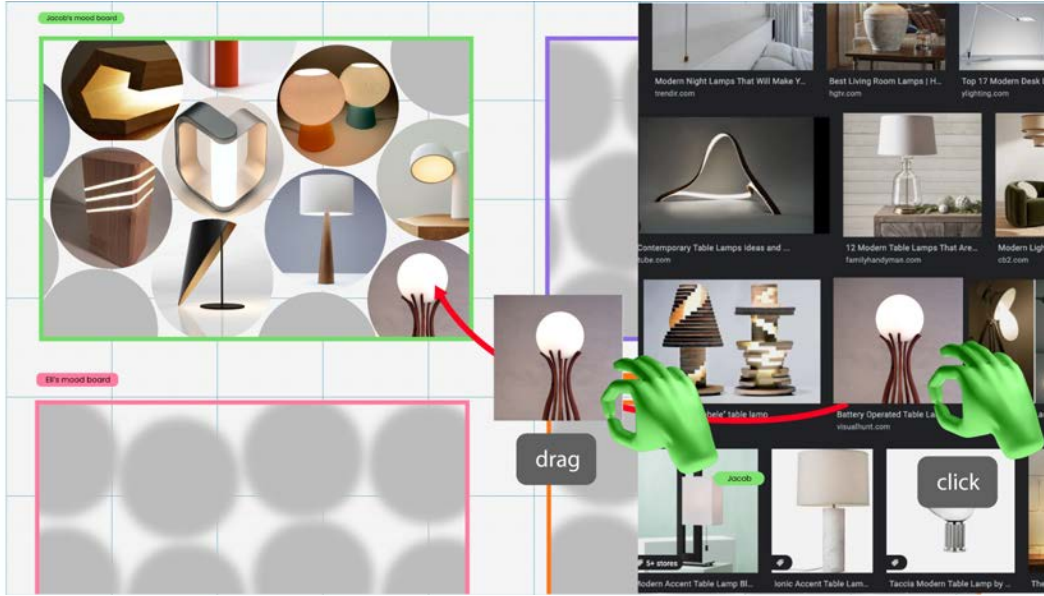 Jacob's mood board
Modern Night Lamps That Will Make Y...
trendir.com
Best Living Room Lamps | H...
hgtv.com
Top 17 Modern Desk
ylighting.com
Contemporary Table Lamps Ideas and ...
tube.com
12 Modern Table Lamps That Are...
familyhandyman.com
Modern Ligh
cb2.com
Eli's mood board
table lamp
Battery Operated Table La
visualhunt.com
drag
Jacob
click
5+ stores
Modern Accent Table Lamp Bl...
Ionic Accent Table Lam...
Taccia Modern Table Lamp by ...
The